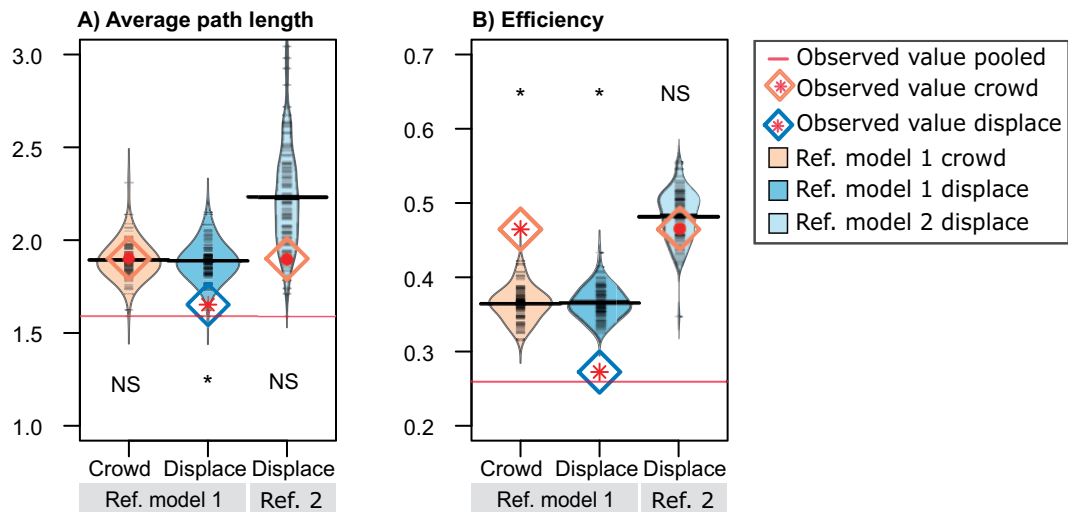 A) Average path length
3.0
2.5
2.0
1.5
1.0
NS
*
NS
Crowd Displace Displace
Ref. model 1 Ref. 2
B) Efficiency
0.7
0.6
0.5
0.4
0.3
0.2
* * NS
Crowd Displace Displace
Ref. model 1 Ref. 2
Observed value pooled
Observed value crowd
Observed value displace
Ref. model 1 crowd
Ref. model 1 displace
Ref. model 2 displace